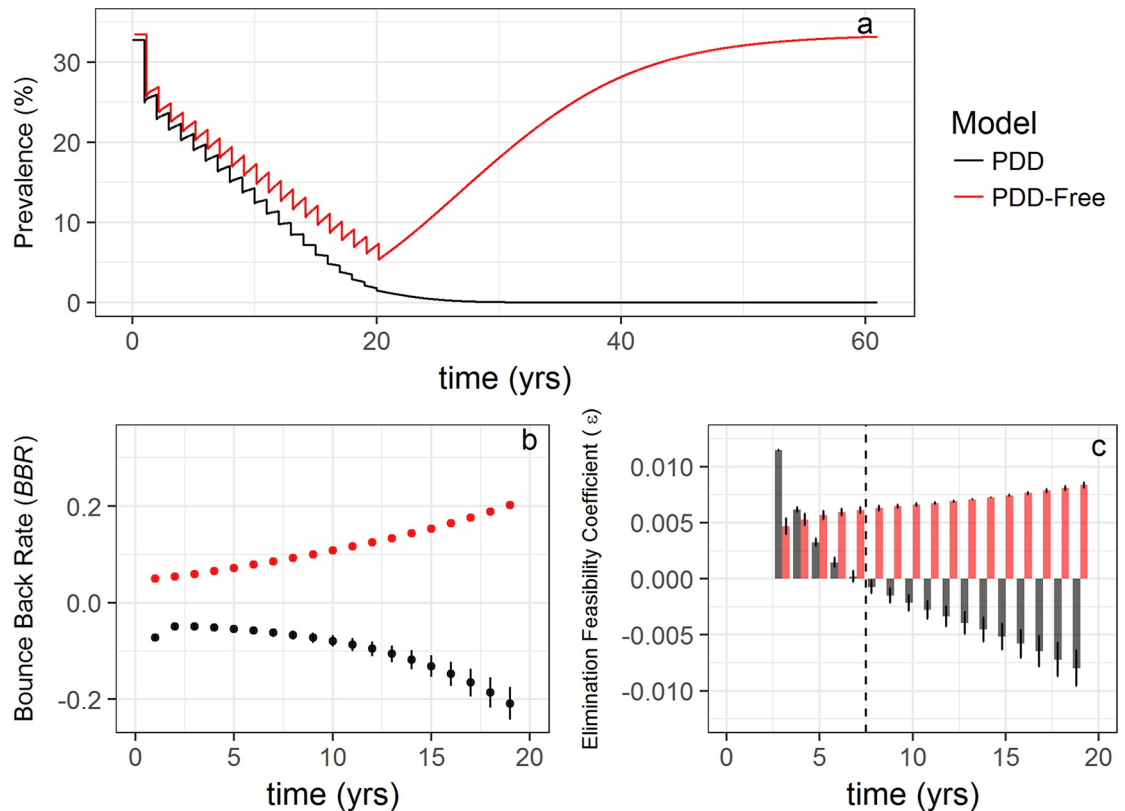 a
30
20
10
0
Prevalence (%)
0
20
40
60
time (yrs)
Model
PDD
PDD-Free
b
0.2
0.0
-0.2
Bounce Back Rate (BBR)
0
5
10
15
20
time (yrs)
c
0.010
0.005
0.000
-0.005
-0.010
Elimination Feasibility Coefficient ( ε)
0
5
10
15
20
time (yrs)